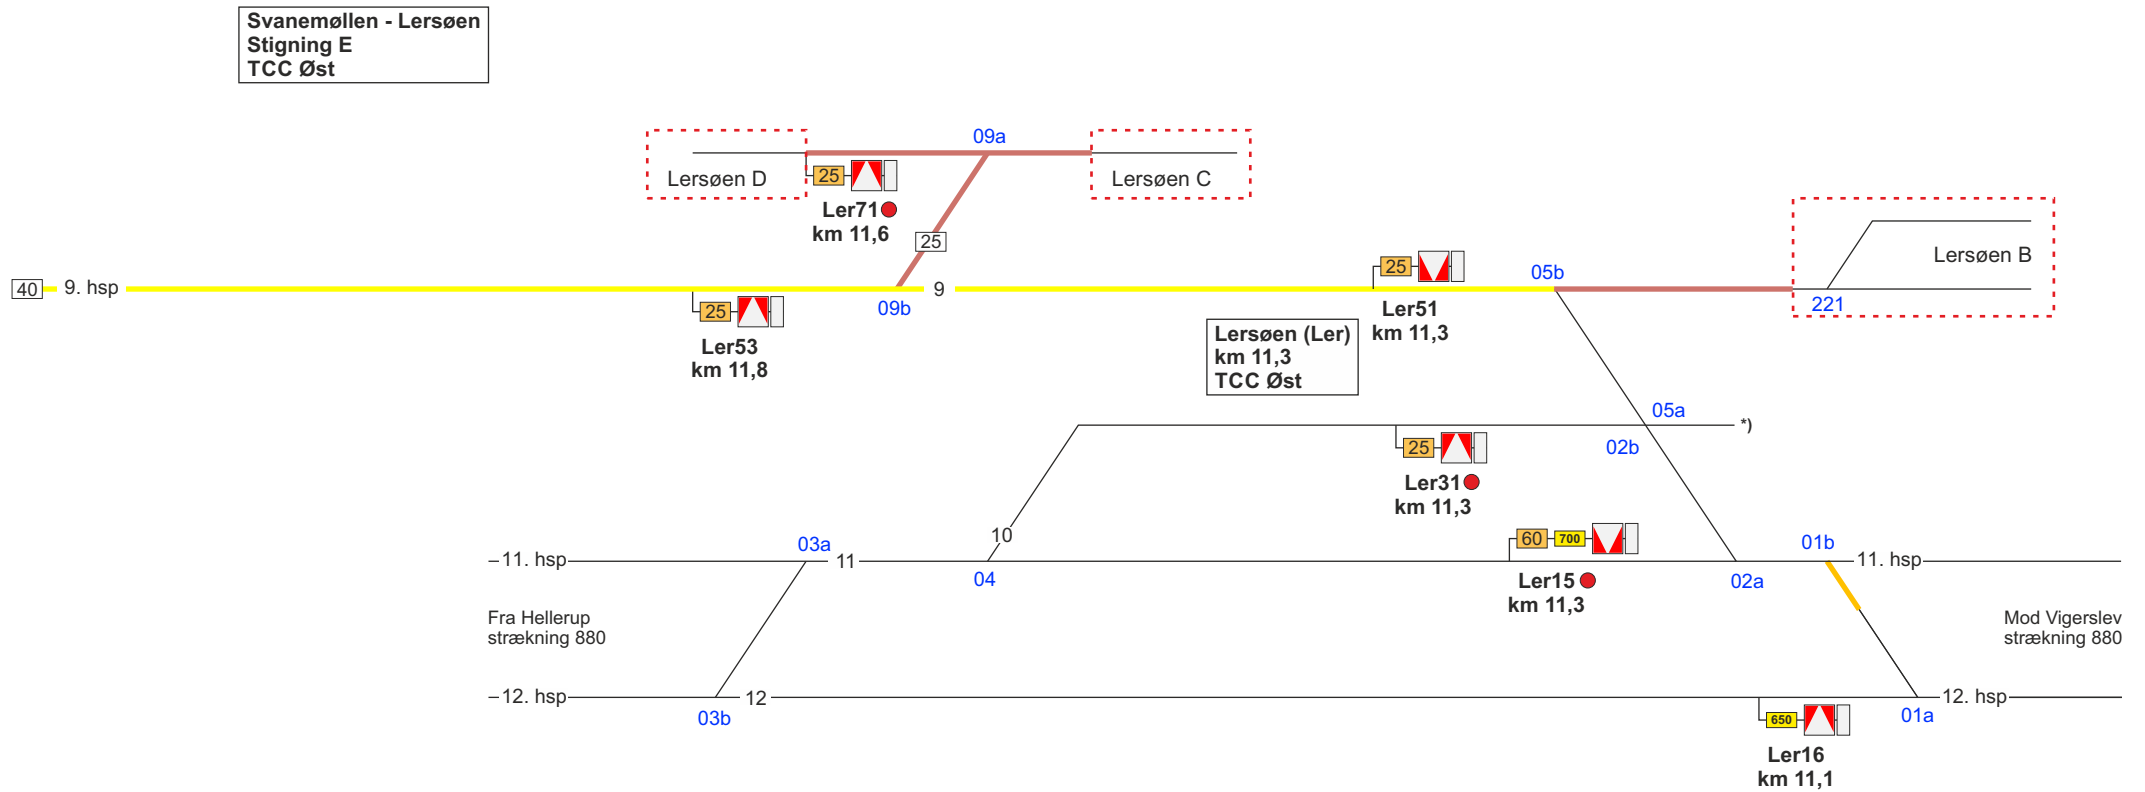 Svanemøllen - Lersøen
Stigning E
TCC Øst
09a
Lersøen D
25
Lersøen C
Ler71
km 11,6
25
Lersøen B
40
9. hsp
9
25
05b
09b
25
Ler51
km 11,3
221
Ler53
km 11,8
Lersøen (Ler)
km 11,3
TCC Øst
05a
*)
02b
25
Ler31
km 11,3
10
60
700
03a
01b
11. hsp
11
11. hsp
04
Ler15
km 11,3
02a
Fra Hellerup
strækning 880
Mod Vigerslev
strækning 880
12. hsp
12
12. hsp
03b
650
01a
Ler16
km 11,1